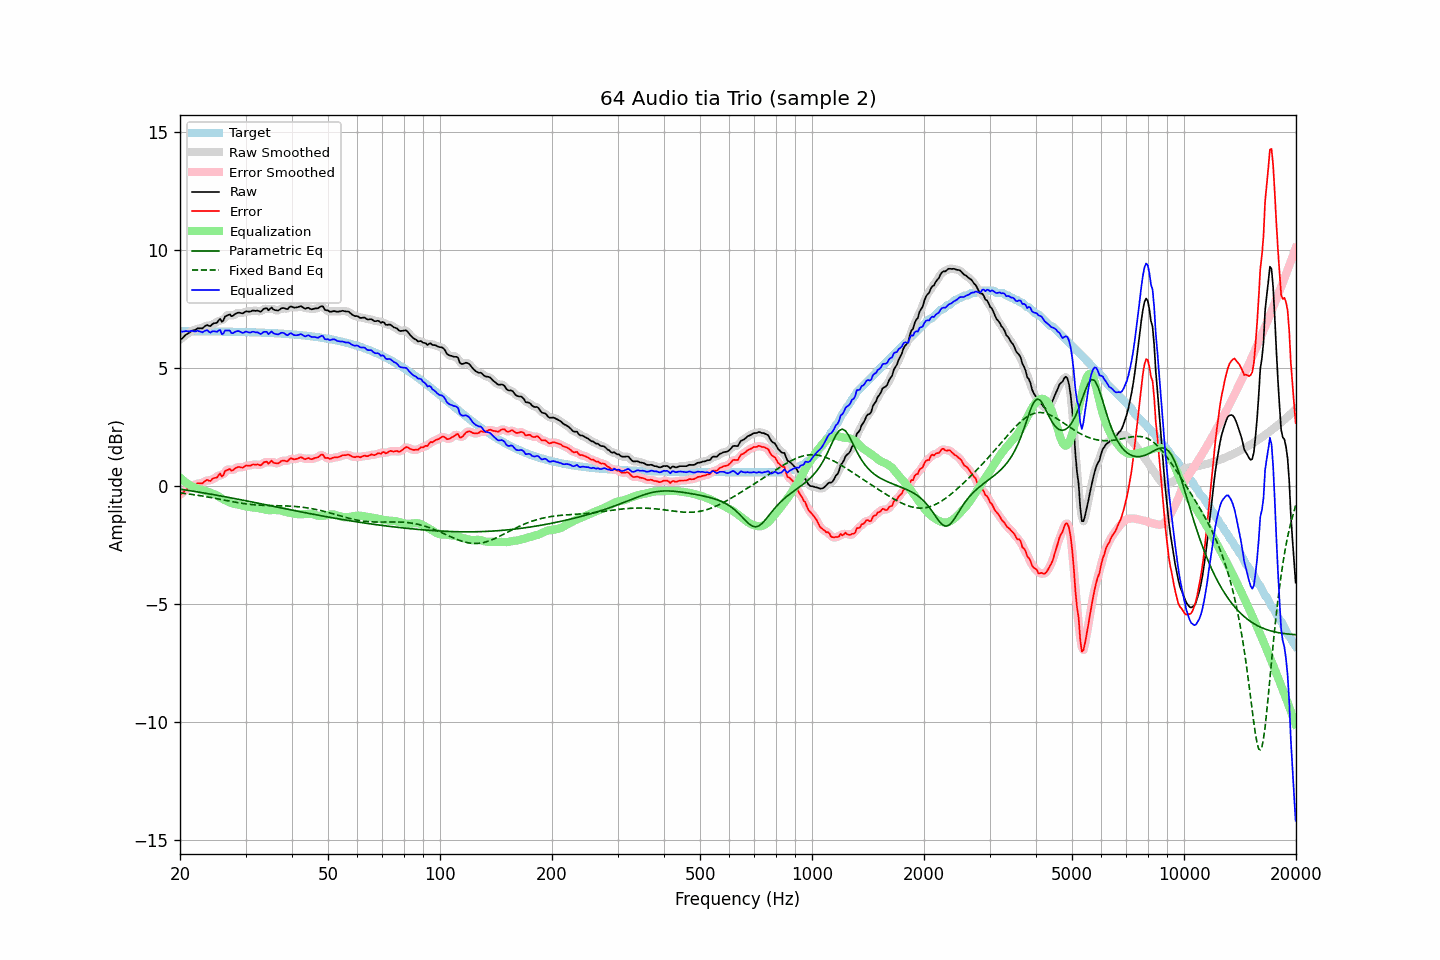 64 Audio tia Trio (sample 2)
Target
Raw Smoothed
Error Smoothed
Raw
Error
Equalization
Parametric Eq
Fixed Band Eq
Equalized
15
10
5
0
−5
−10
−15
Amplitude (dBr)
20
50
100
200
500
1000
2000
5000
10000
20000
Frequency (Hz)